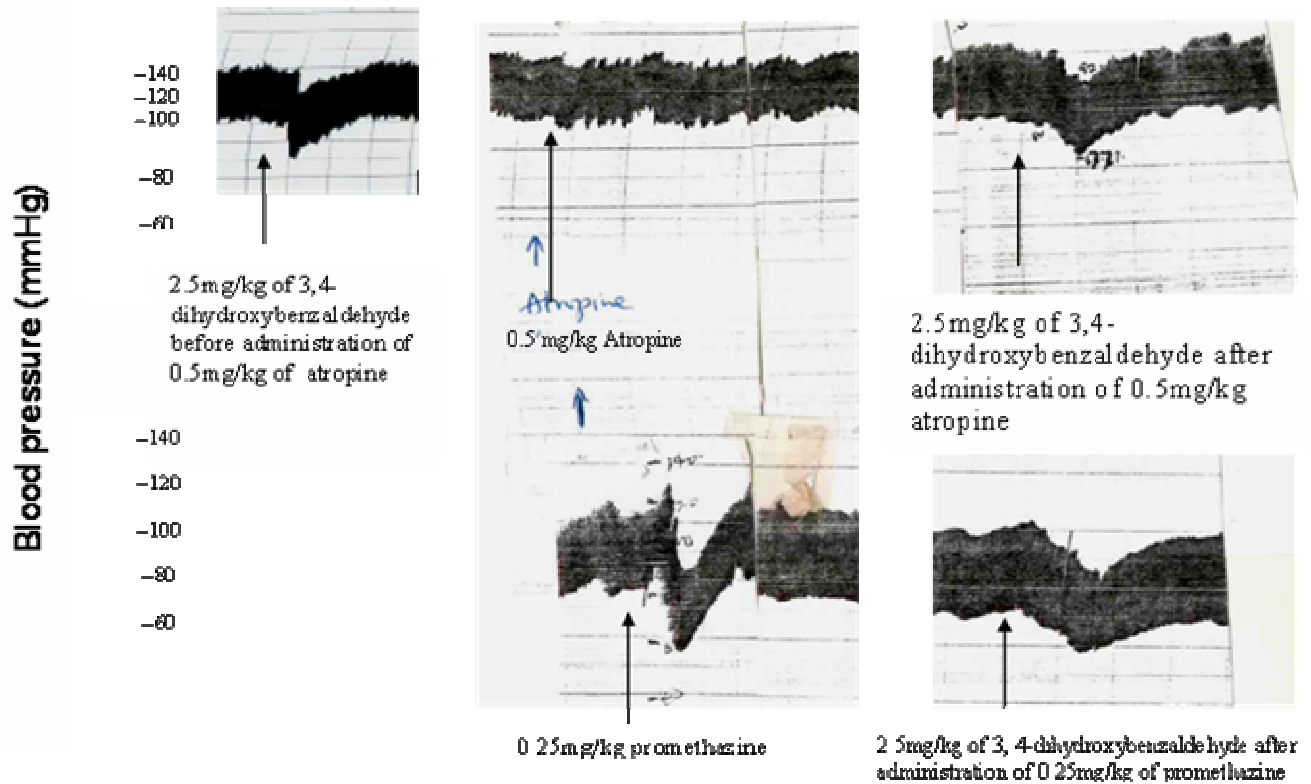 Blood pressure (mmHg)
–140
–120
–100
–80
–60
2.5mg/kg of 3,4-
dihydroxybenzaldehyde
before administration of
0.5mg/kg of atropine
Atropine
0.5 mg/kg Atropine
2.5mg/kg of 3,4-
dihydroxybenzaldehyde after
administration of 0.5mg/kg
atropine
–140
–120
–100
–80
–60
0 25mg/kg promethazine
2 5mg/kg of 3, 4-dihydroxybenzaldehyde after
administration of 0 25mg/kg of promethazine